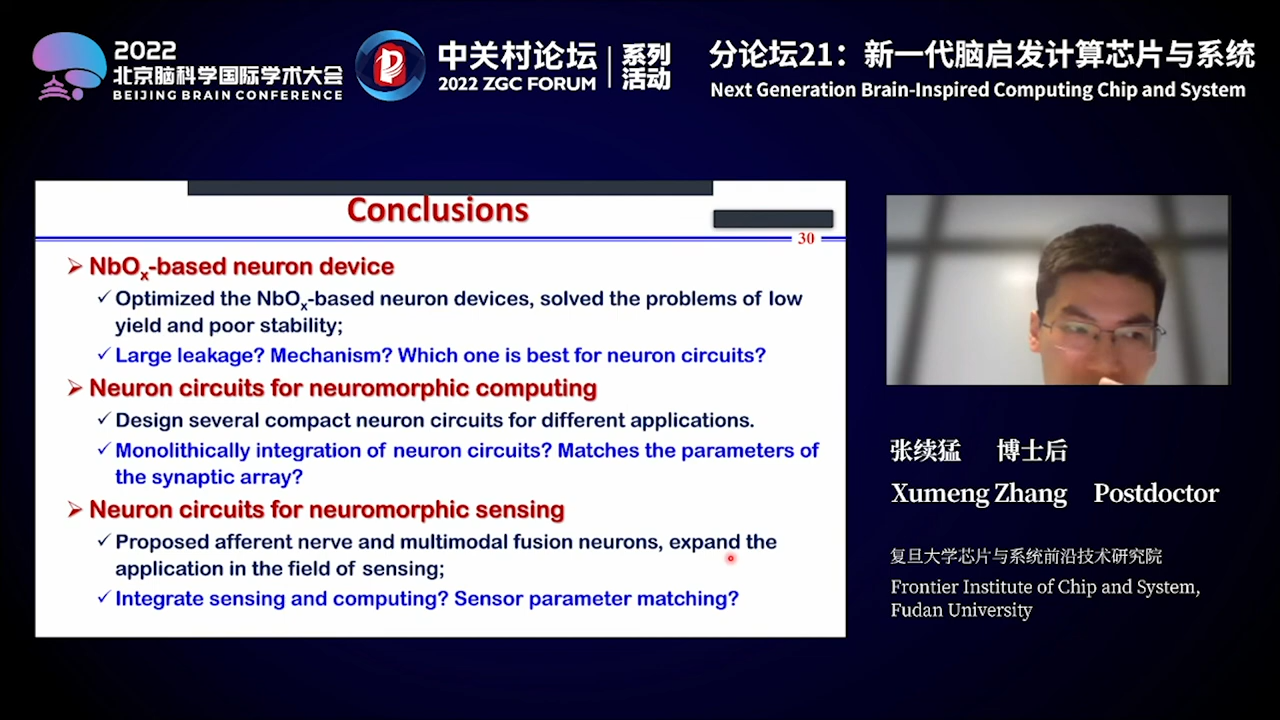 2022
北京脑科学国际学术大会
BEIJING BRAIN CONFERENCE
中关村论坛
2022 ZGC FORUM
系列
活动
分论坛21：新一代脑启发计算芯片与系统
Next Generation Brain-Inspired Computing Chip and System
Conclusions
30
➢ NbOx-based neuron device
✓ Optimized the NbOx-based neuron devices, solved the problems of low
yield and poor stability;
✓ Large leakage? Mechanism? Which one is best for neuron circuits?
➢ Neuron circuits for neuromorphic computing
✓ Design several compact neuron circuits for different applications.
✓ Monolithically integration of neuron circuits? Matches the parameters of
the synaptic array?
➢ Neuron circuits for neuromorphic sensing
✓ Proposed afferent nerve and multimodal fusion neurons, expand the
application in the field of sensing;
✓ Integrate sensing and computing? Sensor parameter matching?
张续猛 博士后
Xumeng Zhang Postdoctor
复旦大学芯片与系统前沿技术研究院
Frontier Institute of Chip and System,
Fudan University